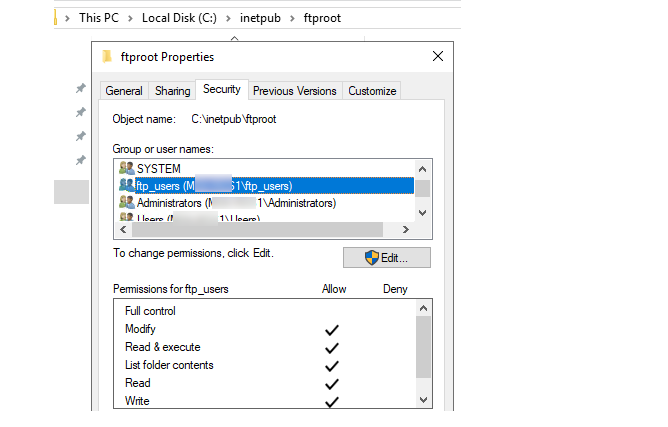 This PC > Local Disk (C:) > inetpub > ftproot
ftproot Properties
General Sharing Security Previous Versions Customize
Object name: C:\inetpub\ftproot
Group or user names:
SYSTEM
ftp_users (M 61\ftp_users)
Administrators (M 1\Administrators)
Users (M 1\Users)
To change permissions, click Edit.
Edit...
Permissions for ftp_users Allow Deny
Full control
Modify
Read & execute
List folder contents
Read
Write